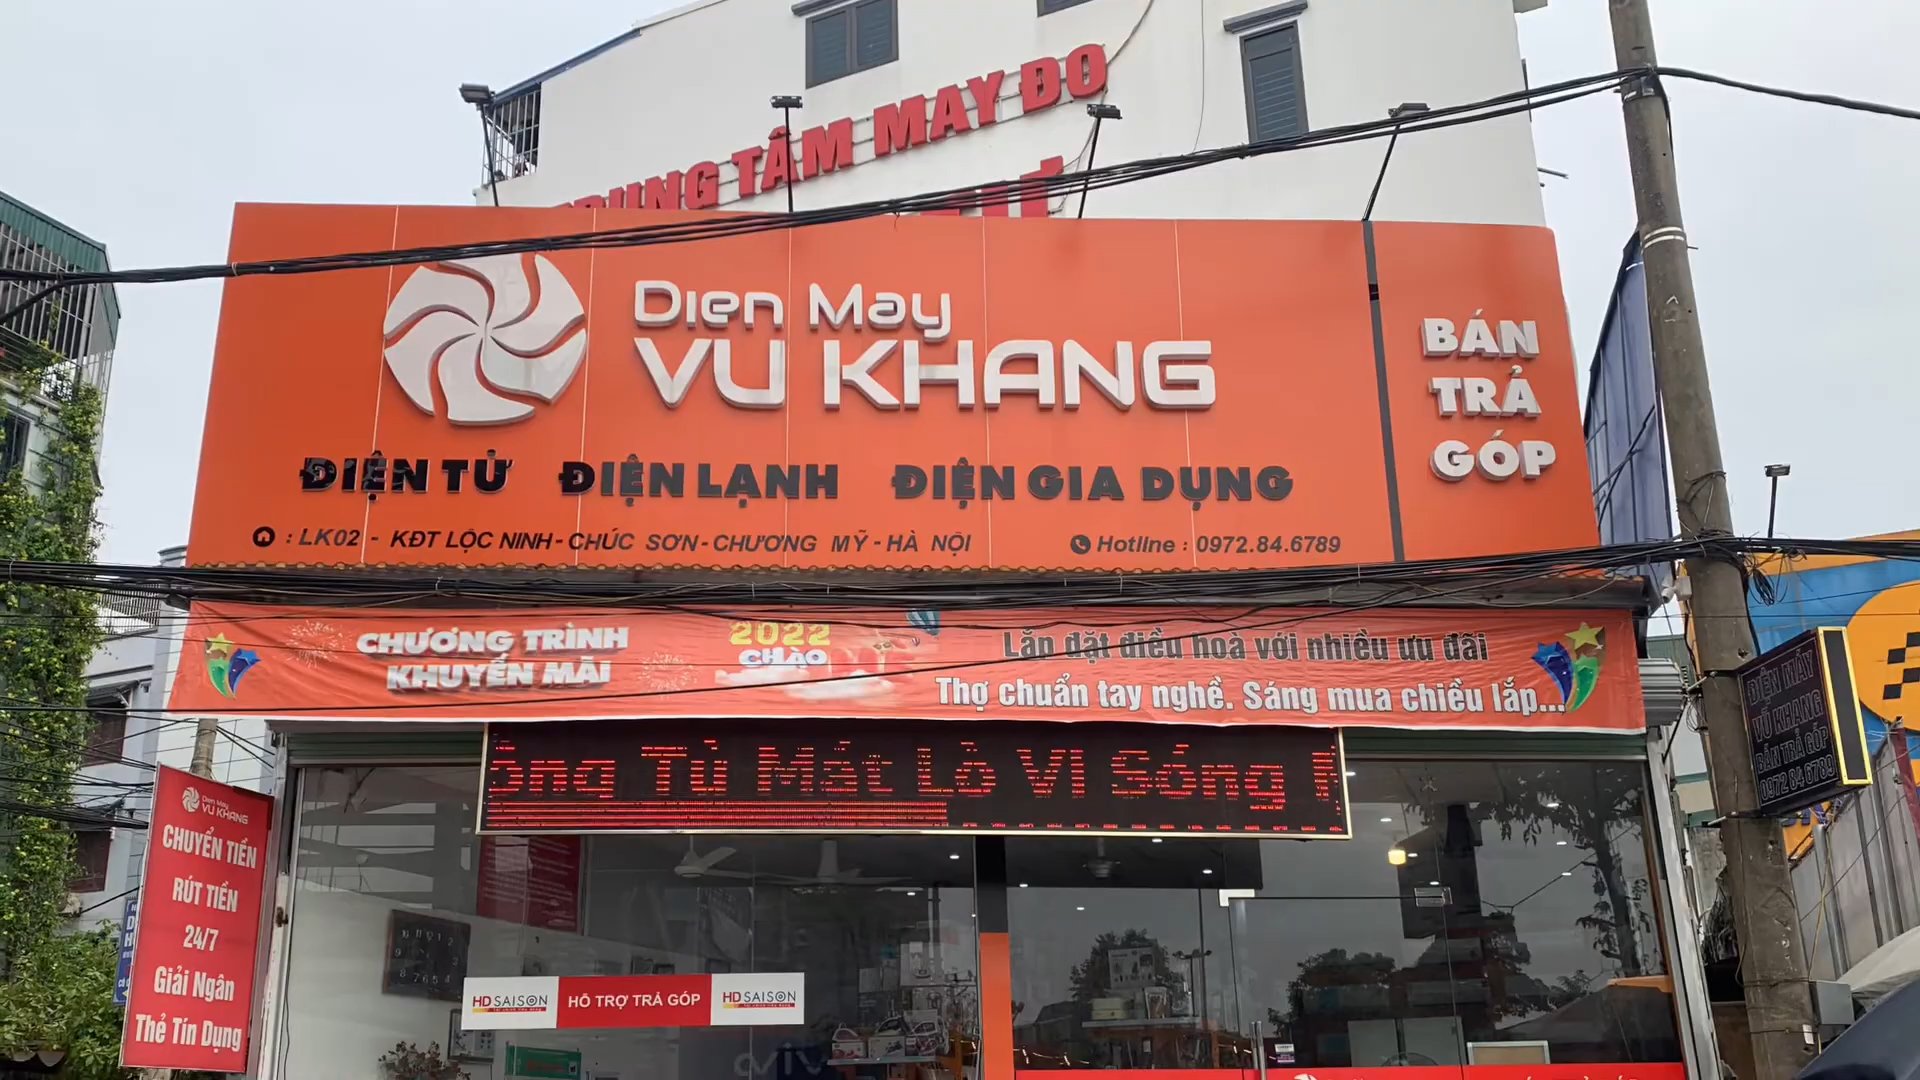 TRUNG TÂM MAY ĐO
Dien May
VU KHANG
BÁN
TRẢ
GÓP
ĐIỆN TỬ ĐIỆN LẠNH ĐIỆN GIA DỤNG
: LK02 - KĐT LỘC NINH - CHÚC SƠN - CHƯƠNG MỸ - HÀ NỘI Hotline : 0972.84.6789
CHƯƠNG TRÌNH
KHUYẾN MÃI
2022
CHÀO
Lắp đặt điều hoà với nhiều ưu đãi
Thợ chuẩn tay nghề. Sáng mua chiều lắp...
Tủ Mát Lò Vi Sóng
ĐIỆN MÁY
VŨ KHANG
BÁN TRẢ GÓP
0972 84 6789
Dien May
VU KHANG
CHUYỂN TIỀN
RÚT TIỀN
24/7
Giải Ngân
Thẻ Tín Dụng
HD SAISON HỖ TRỢ TRẢ GÓP HD SAISON